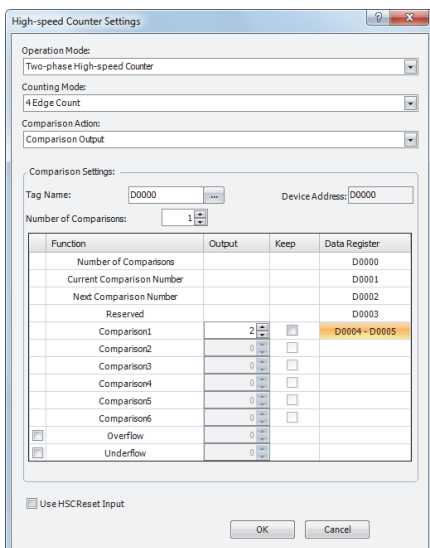 High-speed Counter Settings
Operation Mode:
Two-phase High-speed Counter
Counting Mode:
4 Edge Count
Comparison Action:
Comparison Output
Comparison Settings:
Tag Name: D0000 ... Device Address: D0000
Number of Comparisons: 1
Function Output Keep Data Register
Number of Comparisons D0000
Current Comparison Number D0001
Next Comparison Number D0002
Reserved D0003
Comparison1 2 D0004 - D0005
Comparison2 0
Comparison3 0
Comparison4 0
Comparison5 0
Comparison6 0
Overflow 0
Underflow 0
Use HSCReset Input
OK Cancel